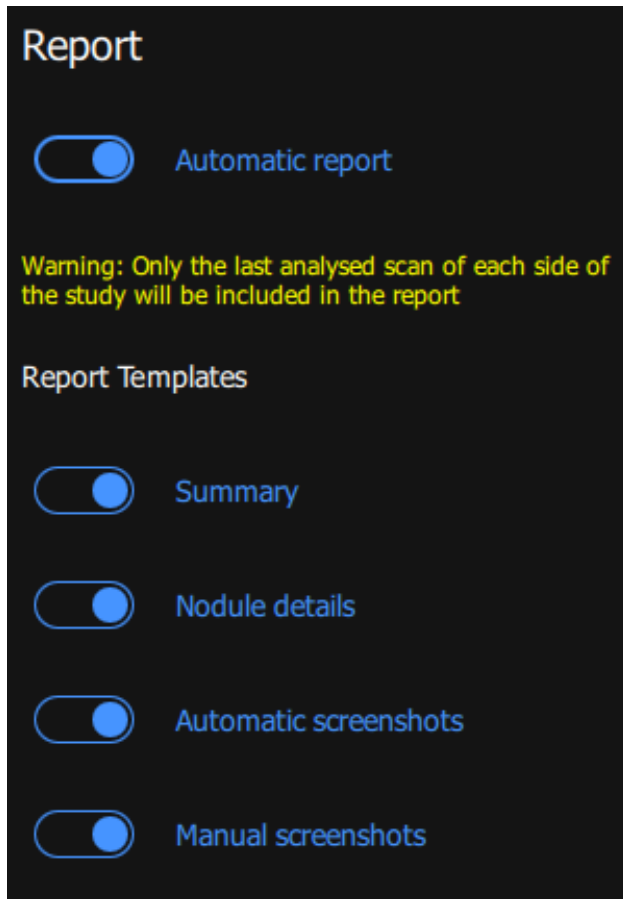 Report
Automatic report
Warning: Only the last analysed scan of each side of
the study will be included in the report
Report Templates
Summary
Nodule details
Automatic screenshots
Manual screenshots